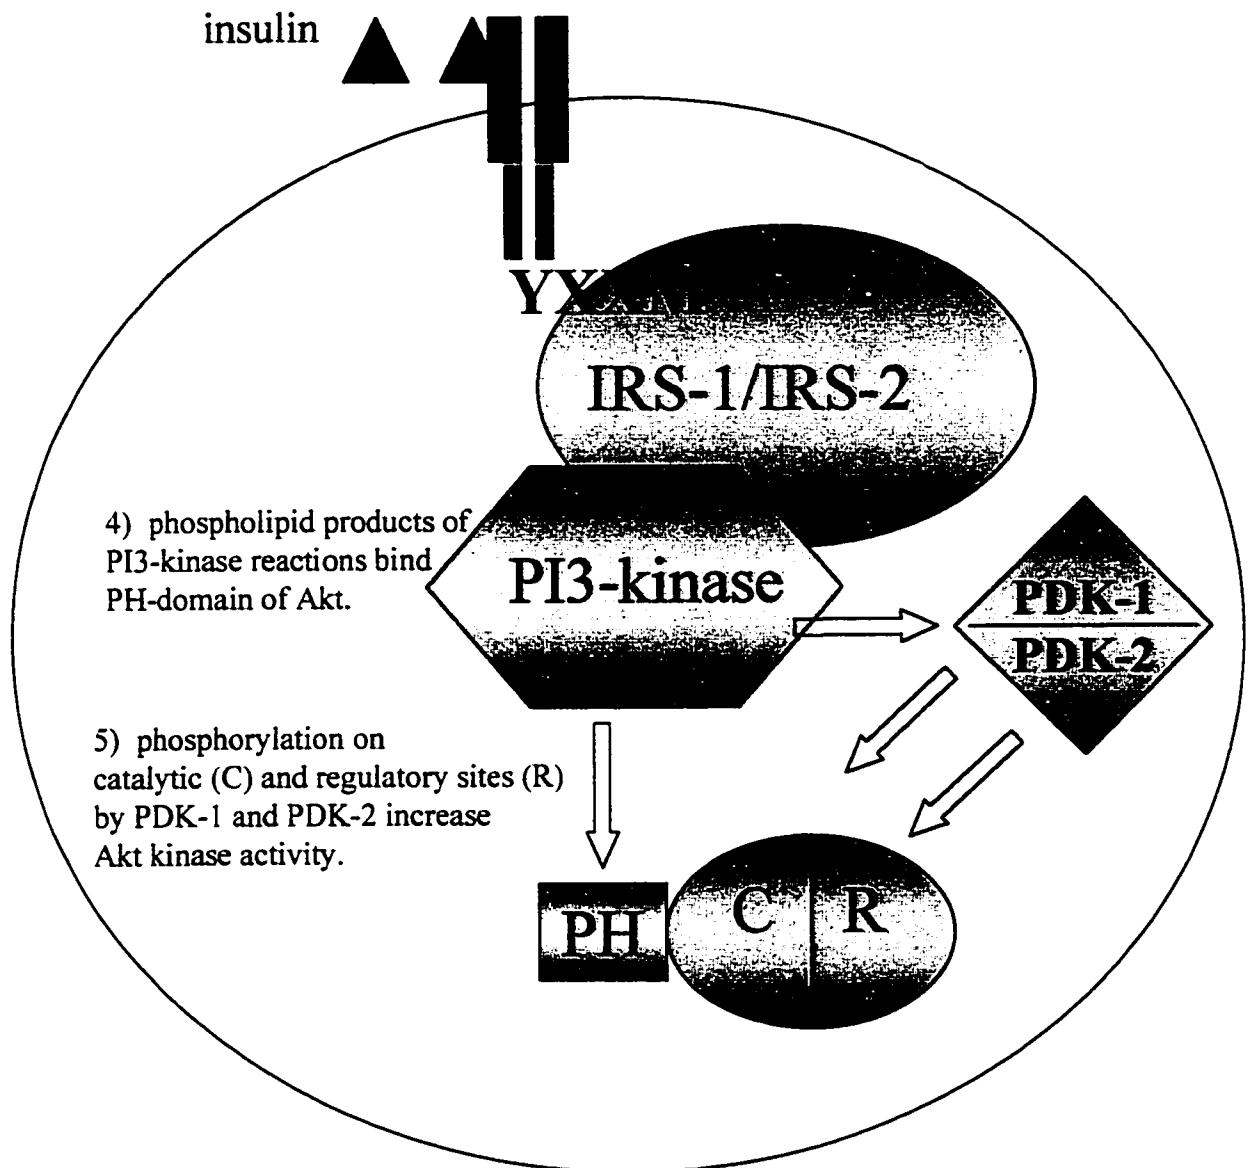 insulin
IRS-1/IRS-2
4) phospholipid products of
PI3-kinase reactions bind
PH-domain of Akt.
PI3-kinase
PDK-1
PDK-2
5) phosphorylation on
catalytic (C) and regulatory sites (R)
by PDK-1 and PDK-2 increase
Akt kinase activity.
PH
C
R